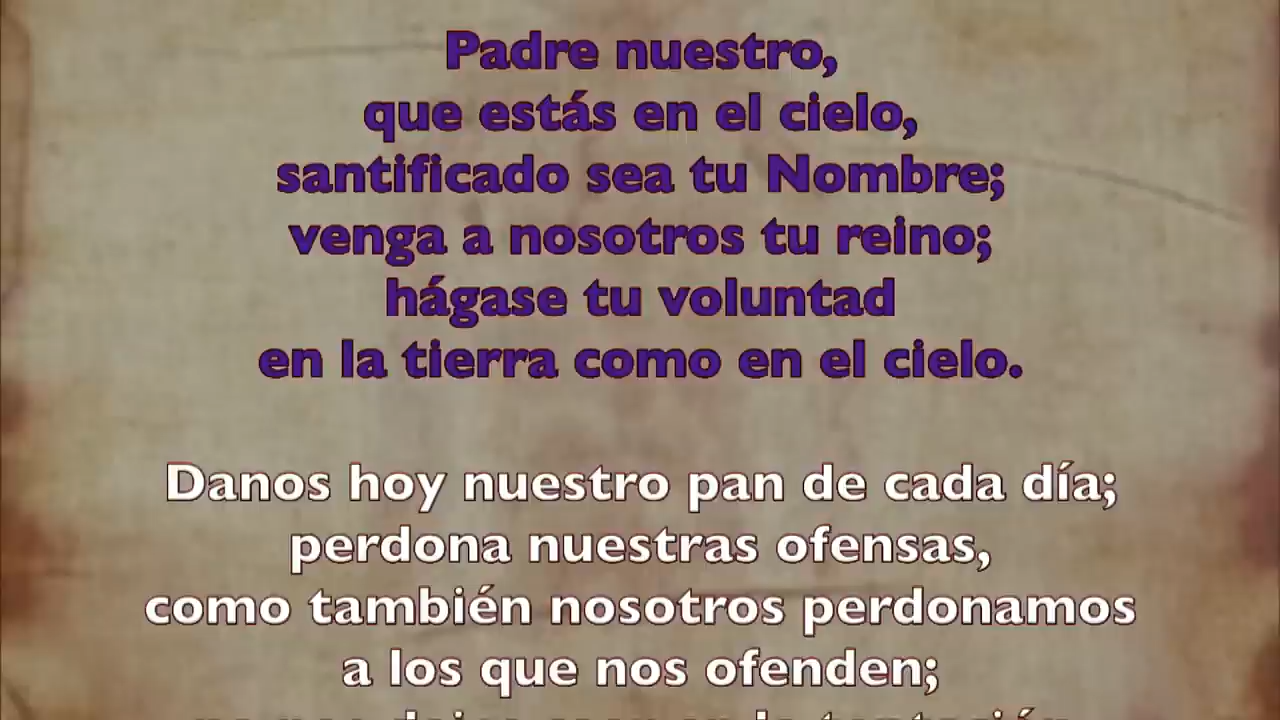 Padre nuestro,
que estás en el cielo,
santificado sea tu Nombre;
venga a nosotros tu reino;
hágase tu voluntad
en la tierra como en el cielo.
Danos hoy nuestro pan de cada día;
perdona nuestras ofensas,
como también nosotros perdonamos
a los que nos ofenden;